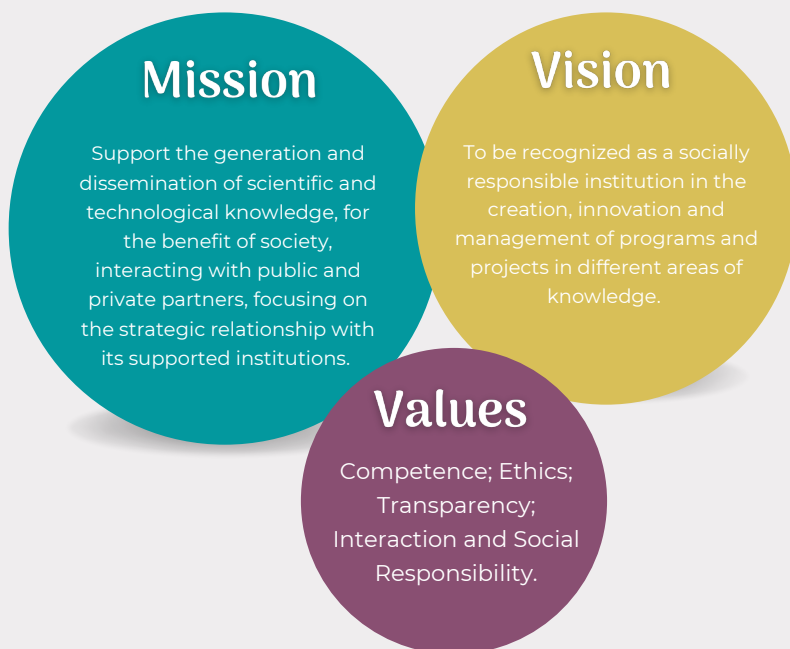 Mission
Support the generation and
dissemination of scientific and
technological knowledge, for
the benefit of society,
interacting with public and
private partners, focusing on
the strategic relationship with
its supported institutions.
Vision
To be recognized as a socially
responsible institution in the
creation, innovation and
management of programs and
projects in different areas of
knowledge.
Values
Competence; Ethics;
Transparency;
Interaction and Social
Responsibility.